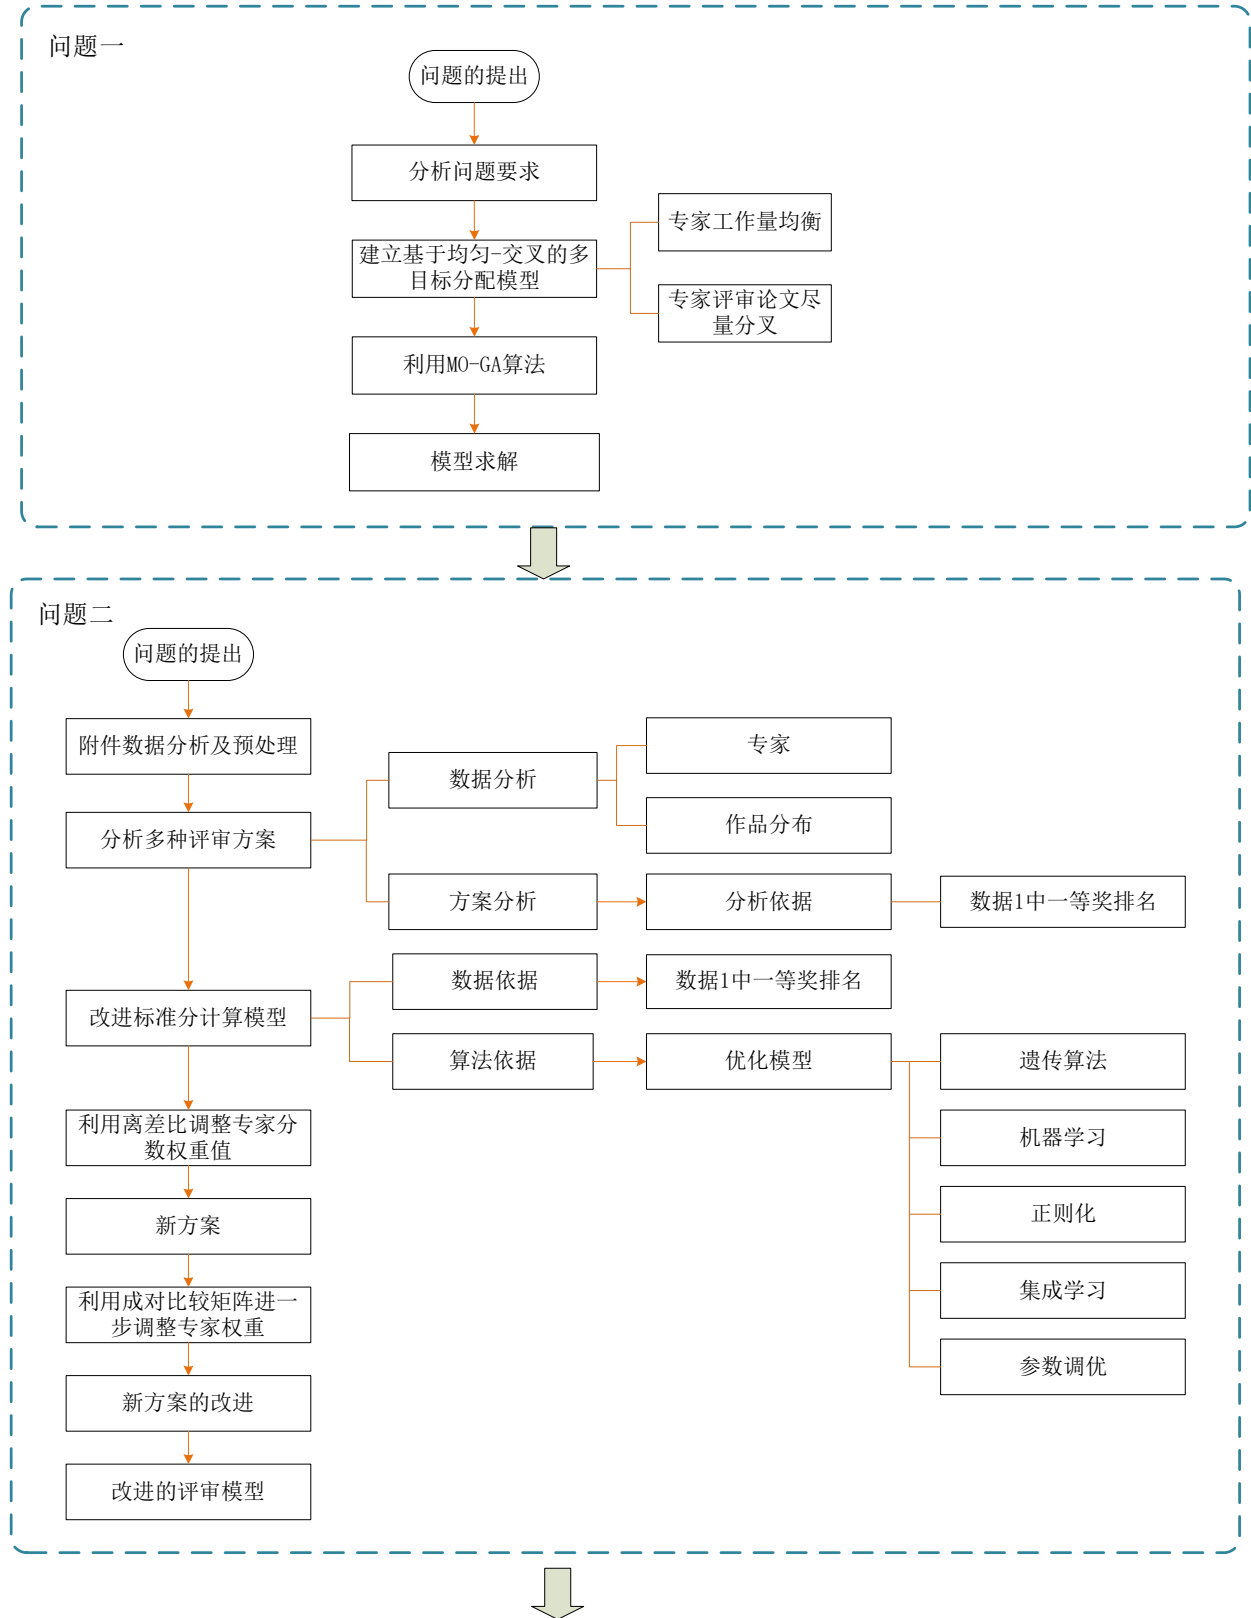 问题一
问题的提出
分析问题要求
建立基于均匀-交叉的多
目标分配模型
专家工作量均衡
专家评审论文尽
量分叉
利用MO-GA算法
模型求解
问题二
问题的提出
附件数据分析及预处理
分析多种评审方案
数据分析
专家
作品分布
方案分析
分析依据
数据1中一等奖排名
改进标准分计算模型
数据依据
数据1中一等奖排名
算法依据
优化模型
遗传算法
机器学习
正则化
集成学习
参数调优
利用离差比调整专家分
数权重值
新方案
利用成对比较矩阵进一
步调整专家权重
新方案的改进
改进的评审模型